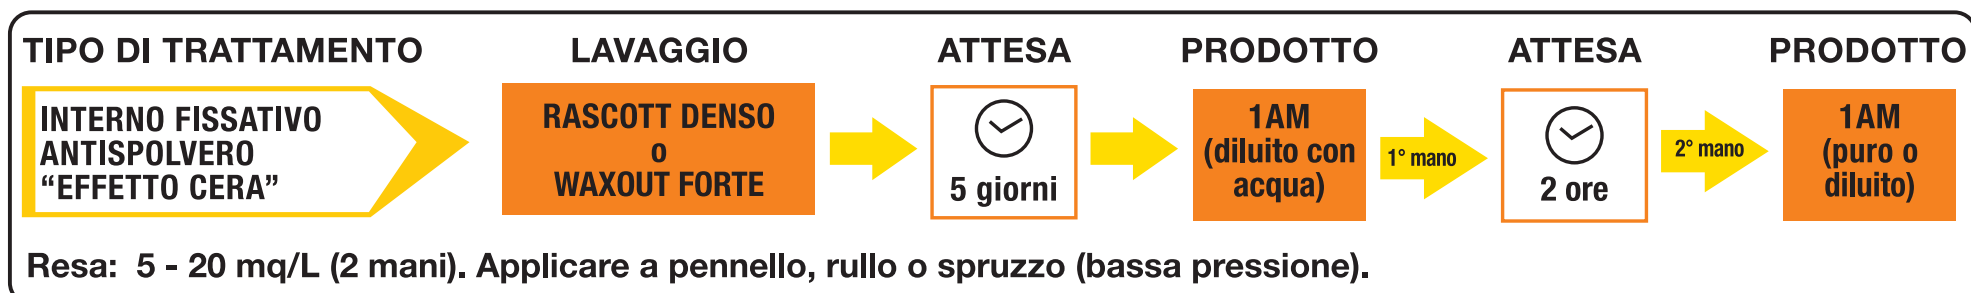 TIPO DI TRATTAMENTO
LAVAGGIO
ATTESA
PRODOTTO
ATTESA
PRODOTTO
INTERNO FISSATIVO
ANTISPOLVERO
“EFFETTO CERA”
RASCOTT DENSO
o
WAXOUT FORTE
5 giorni
1AM
(diluito con
acqua)
1° mano
2 ore
2° mano
1AM
(puro o
diluito)
Resa: 5 - 20 mq/L (2 mani). Applicare a pennello, rullo o spruzzo (bassa pressione).